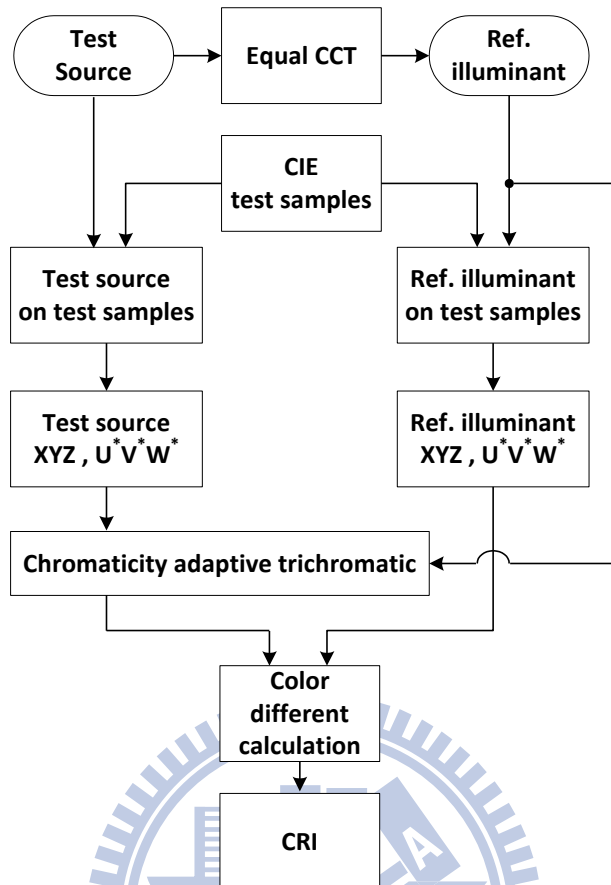 Test
Source
Equal CCT
Ref.
illuminant
CIE
test samples
Test source
on test samples
Ref. illuminant
on test samples
Test source
XYZ , U*V*W*
Ref. illuminant
XYZ , U*V*W*
Chromaticity adaptive trichromatic
Color
different
calculation
CRI
A